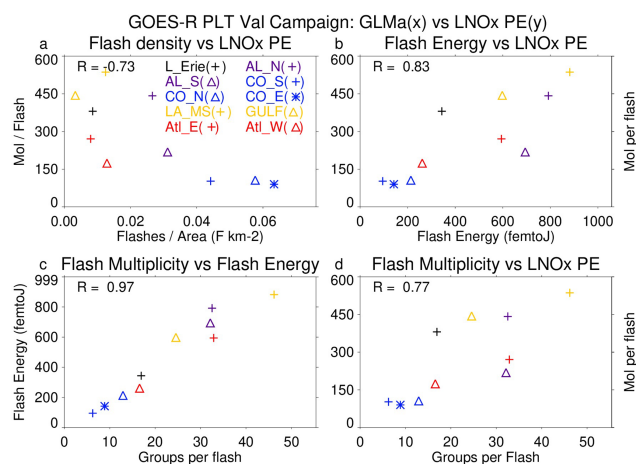 GOES-R PLT Val Campaign: GLMa(x) vs LNOx PE(y)
a Flash density vs LNOx PE
600
450
300
150
0
Mol / Flash
R = -0.73
L_Erie(+) AL_N(+)
AL_S(△) CO_S(+)
CO_N(△) CO_E(✳)
LA_MS(+) GULF(△)
Atl_E(+) Atl_W(△)
0.00 0.02 0.04 0.06
Flashes / Area (F km-2)
b Flash Energy vs LNOx PE
600
450
300
150
0
R = 0.83
Mol per flash
0 200 400 600 800 1000
Flash Energy (femtoJ)
c Flash Multiplicity vs Flash Energy
999
800
600
400
200
0
Flash Energy (femtoJ)
R = 0.97
0 10 20 30 40 50
Groups per flash
d Flash Multiplicity vs LNOx PE
600
450
300
150
0
R = 0.77
Mol per flash
0 10 20 30 40 50
Groups per Flash